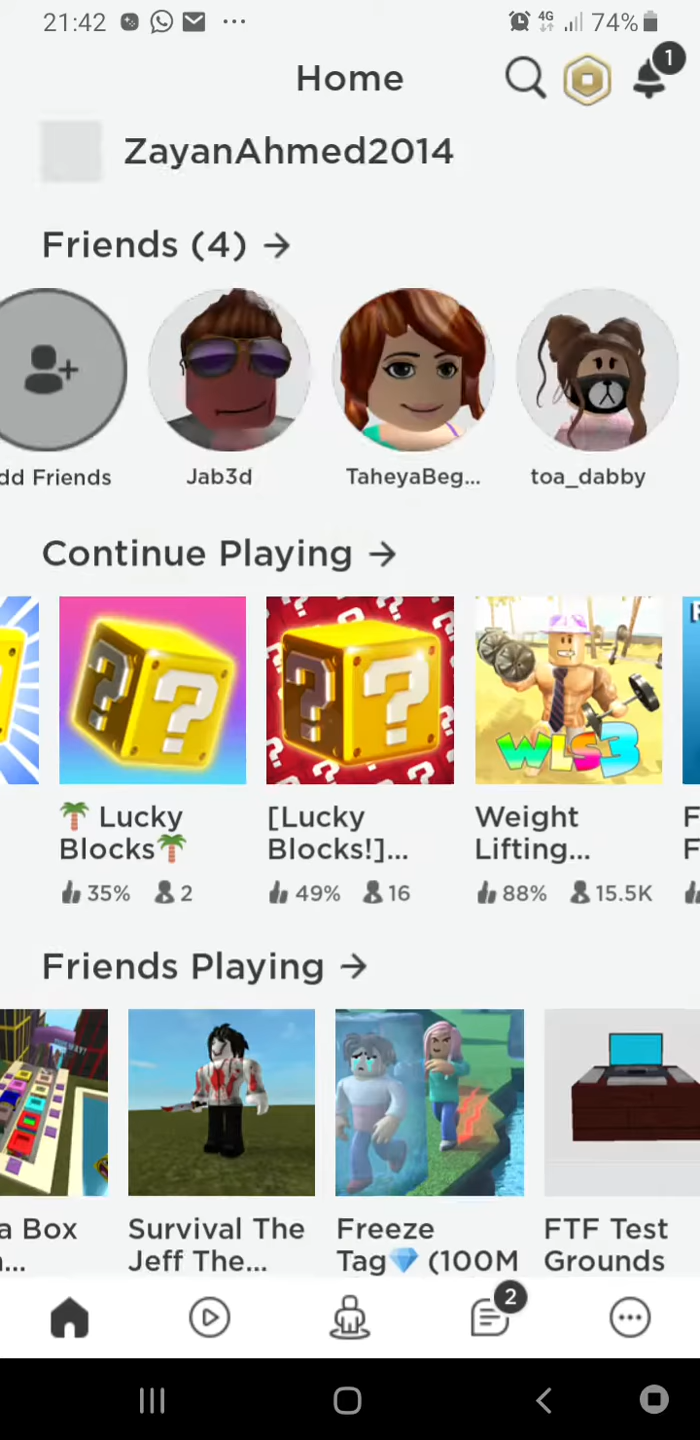 21:42 4G 74%
Home 1
ZayanAhmed2014
Friends (4) →
dd Friends Jab3d TaheyaBeg... toa_dabby
Continue Playing →
WLS3
🌴 Lucky Blocks🌴
35% 2
[Lucky Blocks!]...
49% 16
Weight Lifting...
88% 15.5K
F
F
Friends Playing →
a Box
...
Survival The
Jeff The...
Freeze
Tag💎 (100M
FTF Test
Grounds
2